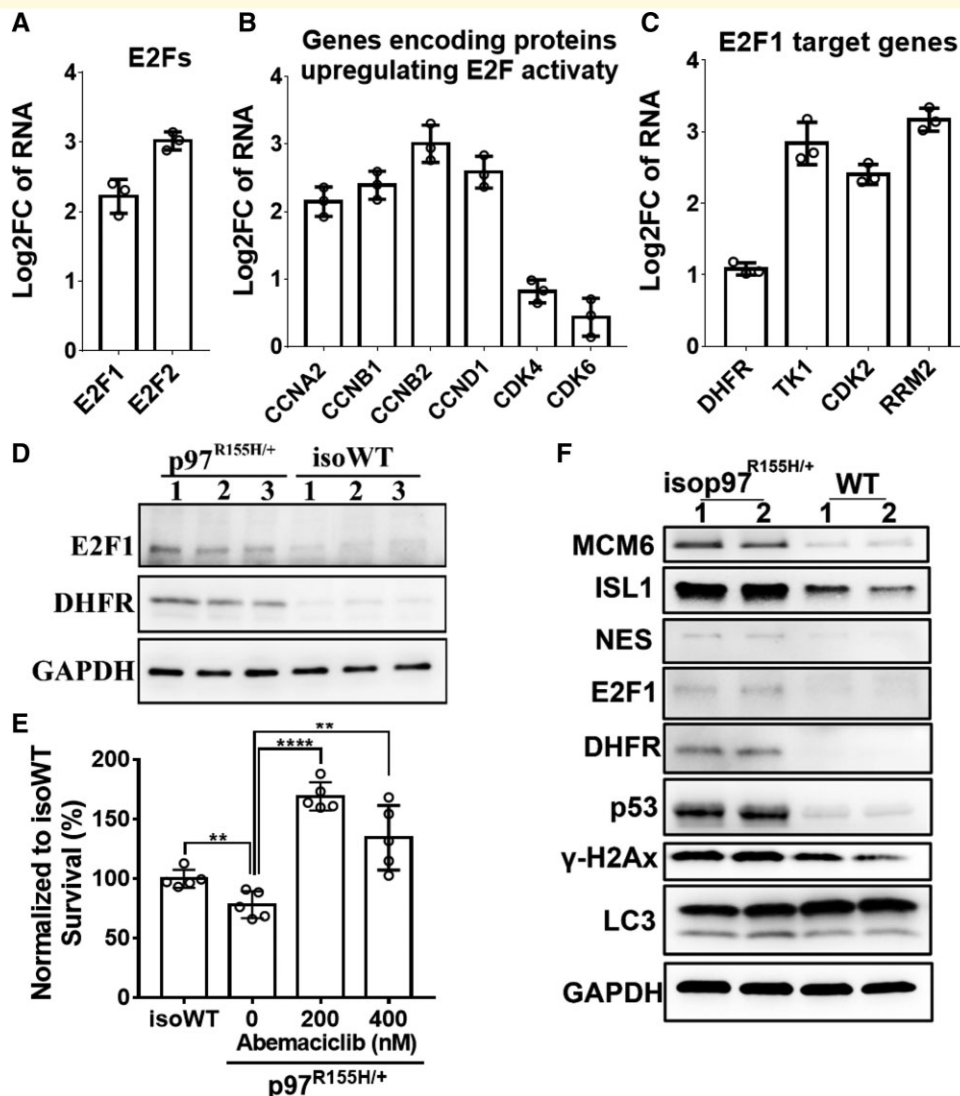 A
E2Fs
Log2FC of RNA
4
3
2
1
0
E2F1
E2F2
B
Genes encoding proteins
upregulating E2F activaty
Log2FC of RNA
4
3
2
1
0
CCNA2
CCNB1
CCNB2
CCND1
CDK4
CDK6
C
E2F1 target genes
Log2FC of RNA
4
3
2
1
0
DHFR
TK1
CDK2
RRM2
D
p97R155H/+ isoWT
1 2 3 1 2 3
E2F1
DHFR
GAPDH
E
Normalized to isoWT
Survival (%)
200
150
100
50
0
**
****
**
isoWT 0 200 400
Abemaciclib (nM)
p97R155H/+
F
isop97R155H/+ WT
1 2 1 2
MCM6
ISL1
NES
E2F1
DHFR
p53
γ-H2Ax
LC3
GAPDH